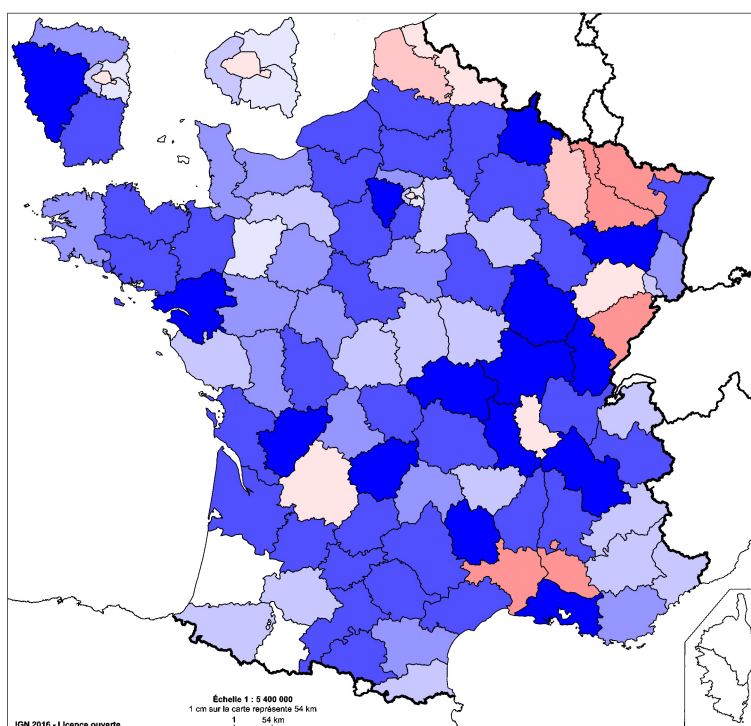 Échelle 1 : 5 400 000
1 cm sur la carte représente 54 km
1 54 km
IGN 2016 - Licence ouverte